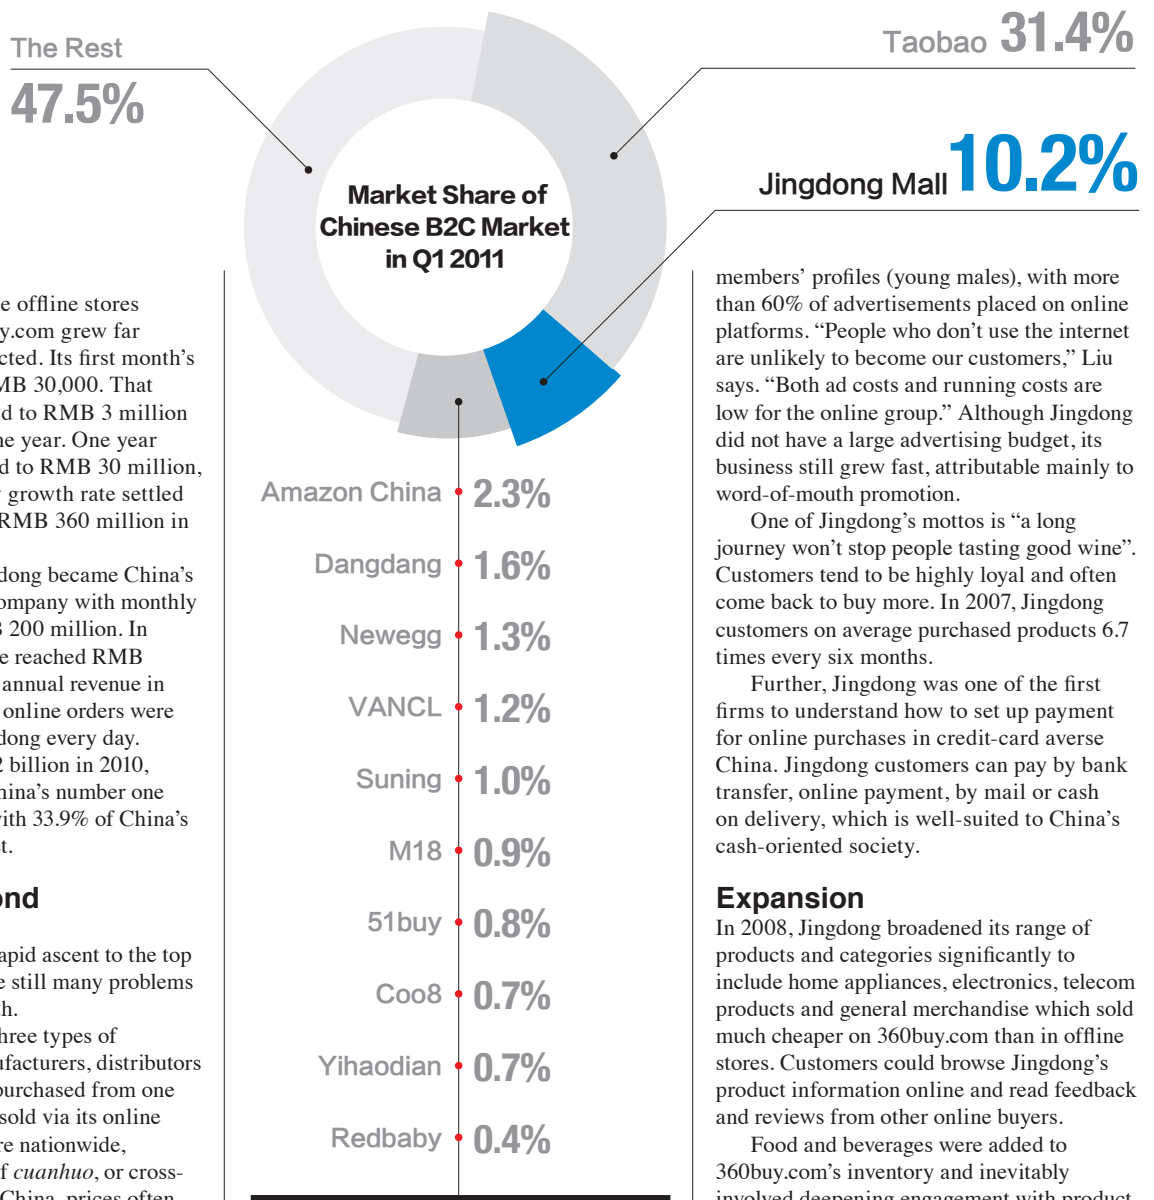 The Rest
47.5%
Taobao 31.4%
Jingdong Mall 10.2%
Market Share of
Chinese B2C Market
in Q1 2011
Amazon China 2.3%
Dangdang 1.6%
Newegg 1.3%
VANCL 1.2%
Suning 1.0%
M18 0.9%
51buy 0.8%
Coo8 0.7%
Yihaodian 0.7%
Redbaby 0.4%
e offline stores
y.com grew far
cted. Its first month's
MB 30,000. That
d to RMB 3 million
ne year. One year
d to RMB 30 million,
growth rate settled
RMB 360 million in
dong became China's
ompany with monthly
200 million. In
e reached RMB
annual revenue in
online orders were
dong every day.
2 billion in 2010,
hina's number one
with 33.9% of China's
t.
ond
apid ascent to the top
e still many problems
h.
hree types of
ufacturers, distributors
purchased from one
sold via its online
re nationwide,
f cuanhuo, or cross-
China, prices often
members' profiles (young males), with more
than 60% of advertisements placed on online
platforms. “People who don't use the internet
are unlikely to become our customers,” Liu
says. “Both ad costs and running costs are
low for the online group.” Although Jingdong
did not have a large advertising budget, its
business still grew fast, attributable mainly to
word-of-mouth promotion.
One of Jingdong's mottos is “a long
journey won't stop people tasting good wine”.
Customers tend to be highly loyal and often
come back to buy more. In 2007, Jingdong
customers on average purchased products 6.7
times every six months.
Further, Jingdong was one of the first
firms to understand how to set up payment
for online purchases in credit-card averse
China. Jingdong customers can pay by bank
transfer, online payment, by mail or cash
on delivery, which is well-suited to China's
cash-oriented society.
Expansion
In 2008, Jingdong broadened its range of
products and categories significantly to
include home appliances, electronics, telecom
products and general merchandise which sold
much cheaper on 360buy.com than in offline
stores. Customers could browse Jingdong's
product information online and read feedback
and reviews from other online buyers.
Food and beverages were added to
360buy.com's inventory and inevitably
involved deepening engagement with product